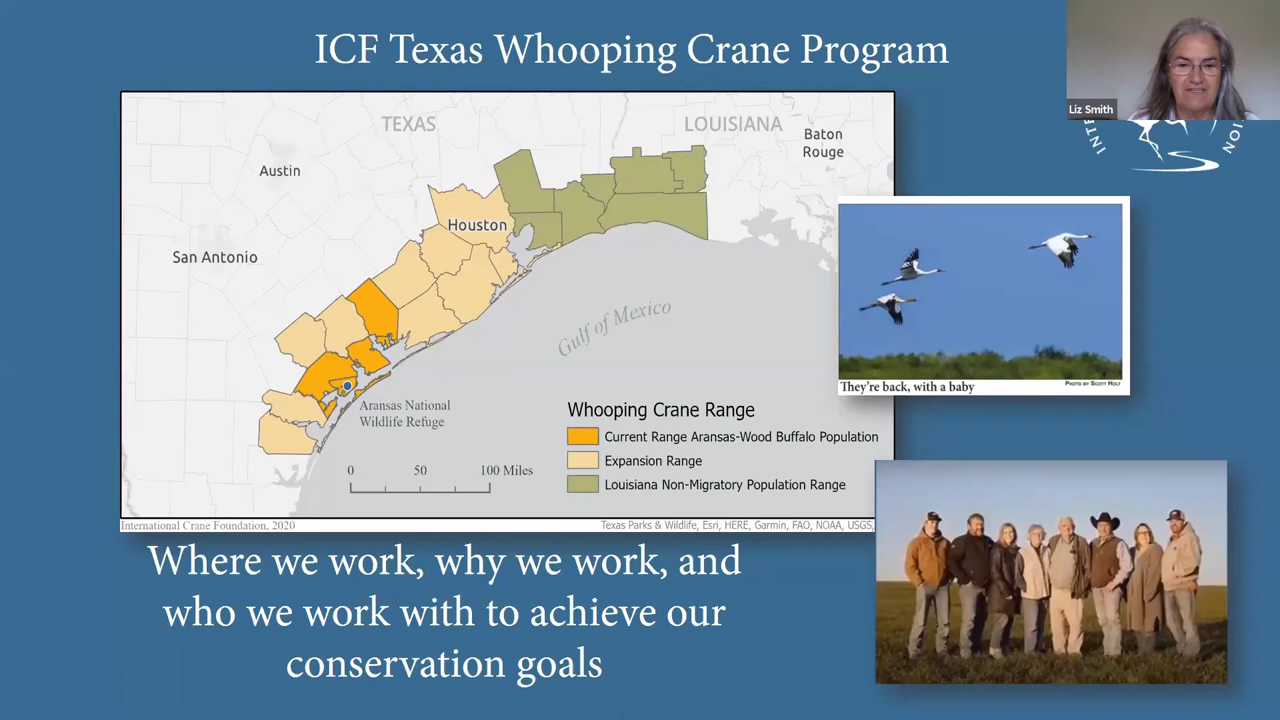 ICF Texas Whooping Crane Program
Liz Smith
TEXAS
LOUISIANA
Baton
Rouge
Austin
Houston
San Antonio
Gulf of Mexico
Aransas National
Wildlife Refuge
Whooping Crane Range
Current Range Aransas-Wood Buffalo Population
Expansion Range
Louisiana Non-Migratory Population Range
0 50 100 Miles
International Crane Foundation, 2020
Texas Parks & Wildlife, Esri, HERE, Garmin, FAO, NOAA, USGS,
They're back, with a baby
PHOTO BY SCOTT HOLT
Where we work, why we work, and
who we work with to achieve our
conservation goals